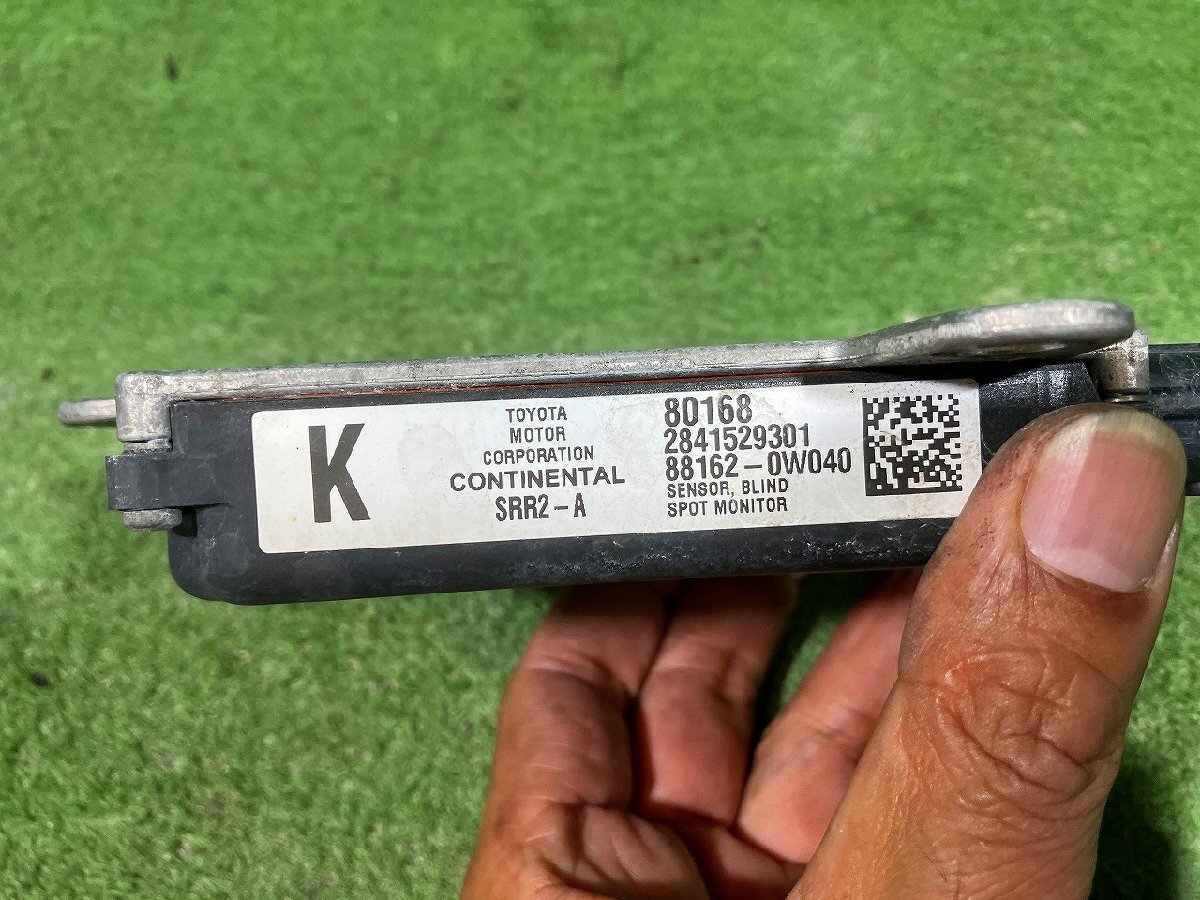 K
TOYOTA
MOTOR
CORPORATION
CONTINENTAL
SRR2-A
80168
2841529301
88162-0W040
SENSOR, BLIND
SPOT MONITOR